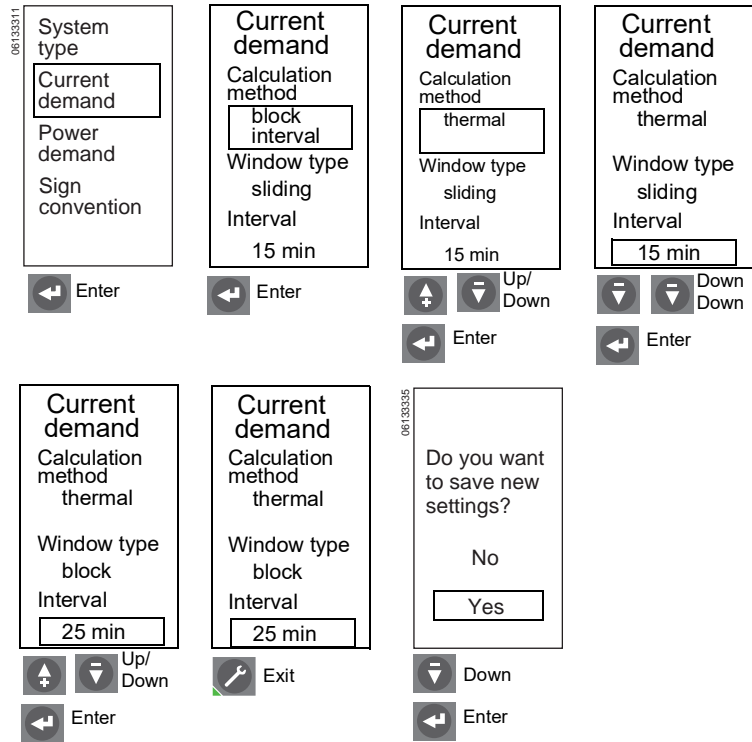 06133311
System
type
Current
demand
Power
demand
Sign
convention
Enter
Current
demand
Calculation
method
block
interval
Window type
sliding
Interval
15 min
Enter
Current
demand
Calculation
method
thermal
Window type
sliding
Interval
15 min
Up/
Down
Enter
Current
demand
Calculation
method
thermal
Window type
sliding
Interval
15 min
Down
Down
Enter
Current
demand
Calculation
method
thermal
Window type
block
Interval
25 min
Up/
Down
Enter
Current
demand
Calculation
method
thermal
Window type
block
Interval
25 min
Exit
06133335
Do you want
to save new
settings?
No
Yes
Down
Enter